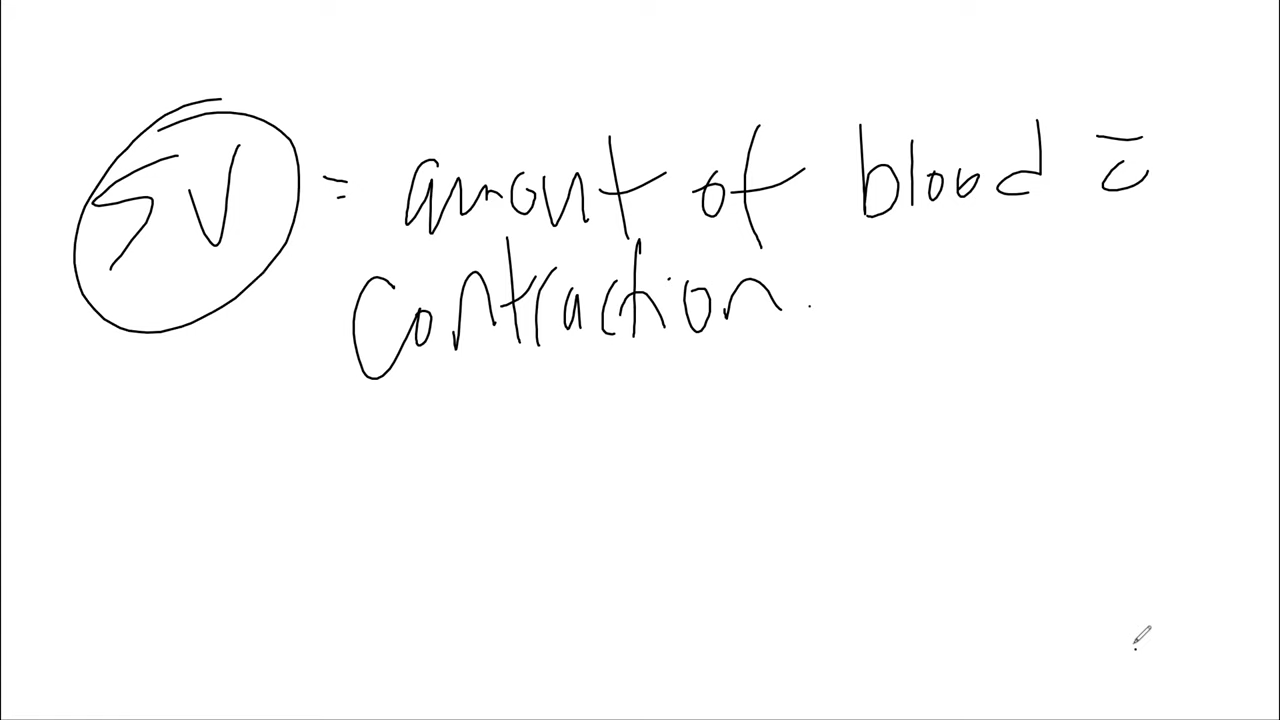 SV = amount of blood c̄
contraction.